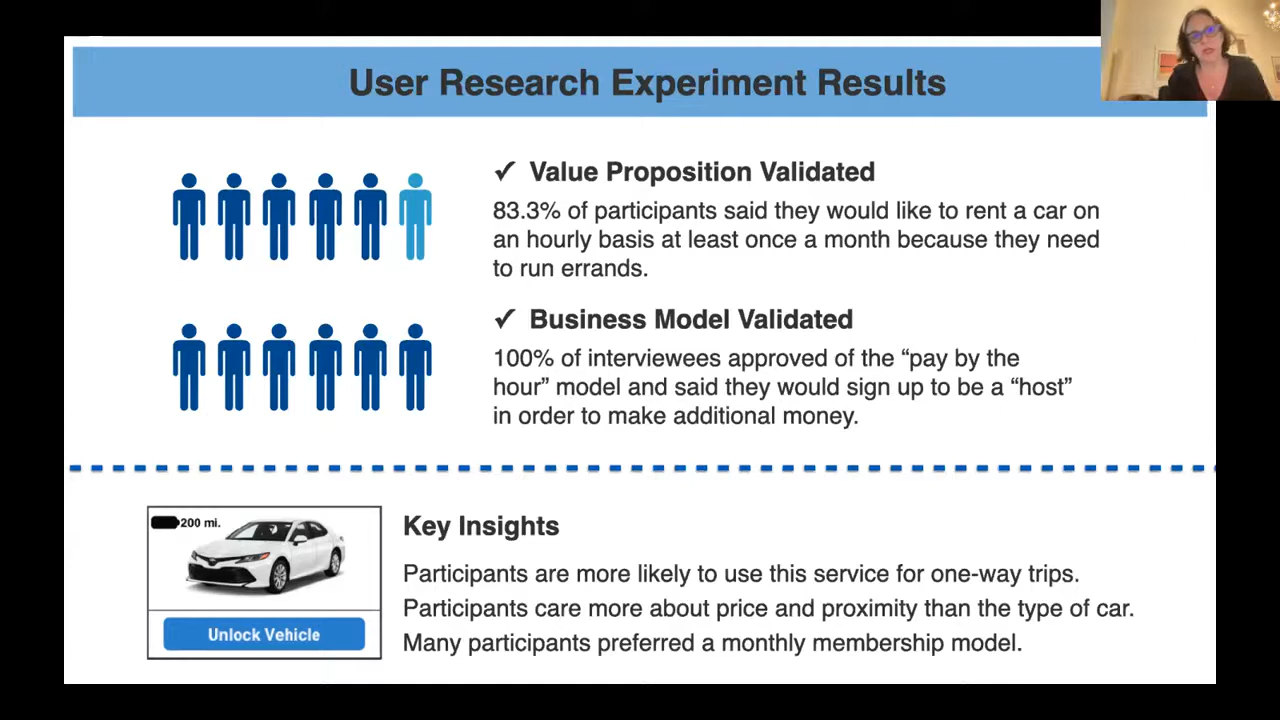 User Research Experiment Results
✓ Value Proposition Validated
83.3% of participants said they would like to rent a car on
an hourly basis at least once a month because they need
to run errands.
✓ Business Model Validated
100% of interviewees approved of the “pay by the
hour” model and said they would sign up to be a “host”
in order to make additional money.
200 mi.
Unlock Vehicle
Key Insights
Participants are more likely to use this service for one-way trips.
Participants care more about price and proximity than the type of car.
Many participants preferred a monthly membership model.